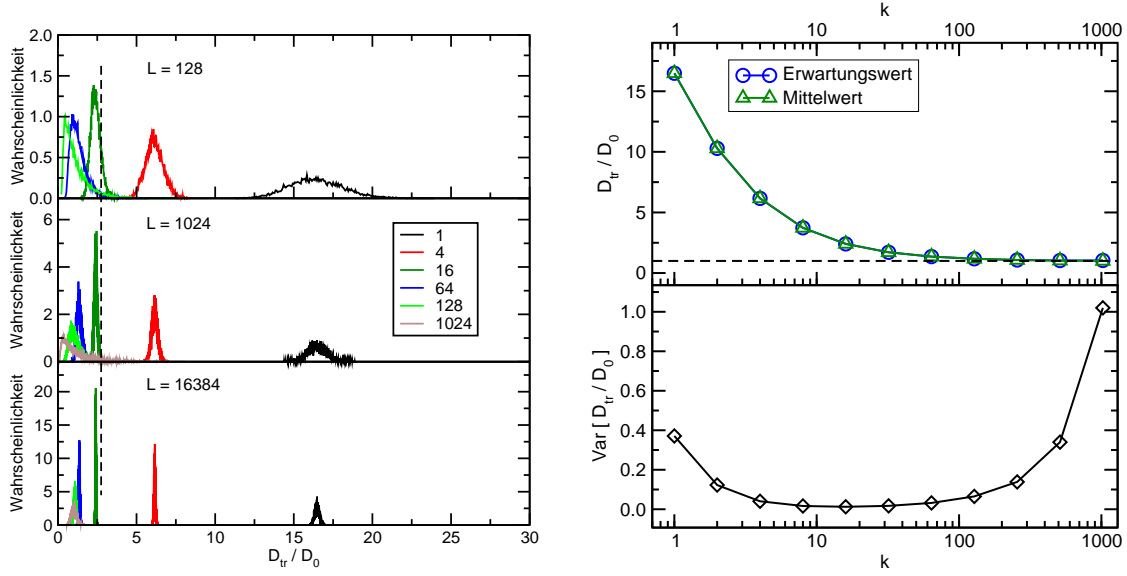 Wahrscheinlichkeit
2.0
1.5
1.0
0.5
0.0
L = 128
Wahrscheinlichkeit
6
4
2
0
L = 1024
1
4
16
64
128
1024
Wahrscheinlichkeit
20
15
10
5
0
L = 16384
0 5 10 15 20 25 30
D_tr / D_0
k
1 10 100 1000
D_tr / D_0
15
10
5
0
Erwartungswert
Mittelwert
Var [ D_tr / D_0 ]
1.0
0.8
0.6
0.4
0.2
0.0
1 10 100 1000
k